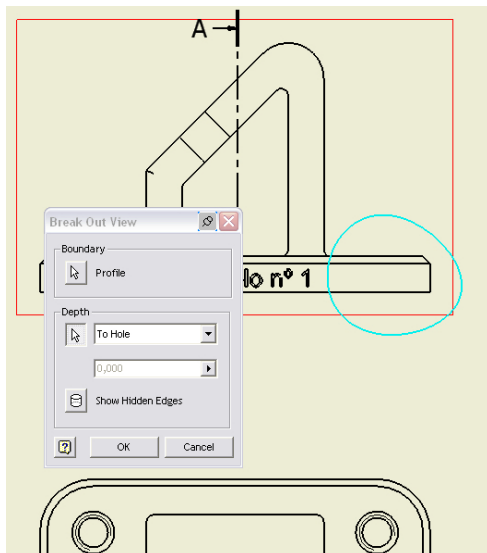 A
Break Out View
Boundary
Profile
lo nº 1
Depth
To Hole
0,000
Show Hidden Edges
?
OK
Cancel